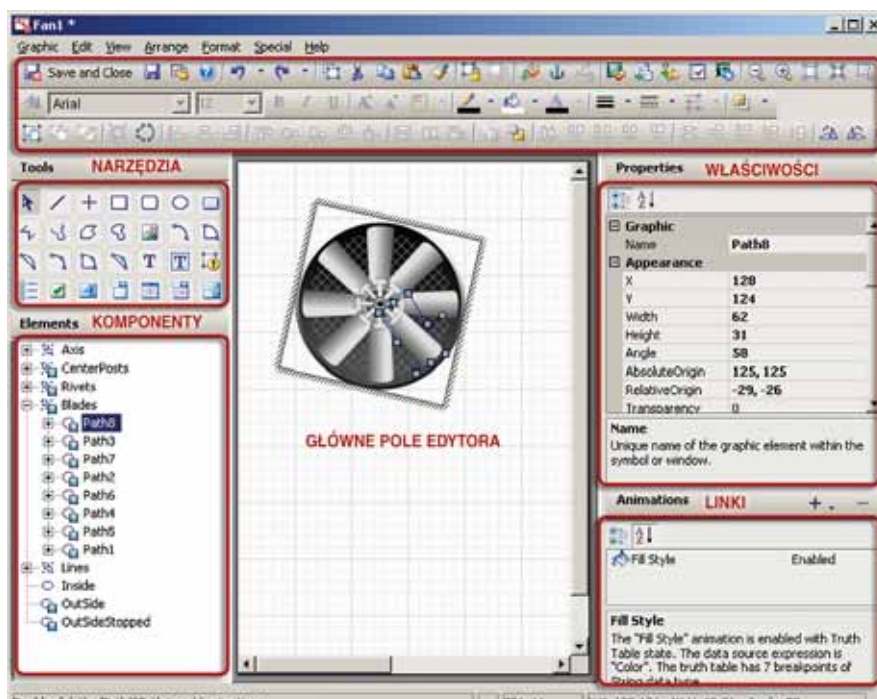 Fan1 *
Graphic Edit View Arrange Format Special Help
Save and Close
Arial 12 B I U
Tools NARZĘDZIA
Elements KOMPONENTY
Axis
CenterPosts
Rivets
Blades
Path8
Path3
Path7
Path2
Path6
Path4
Path5
Path1
Lines
Inside
OutSide
OutSideStopped
GŁÓWNE POLE EDYTORA
Properties WŁAŚCIWOŚCI
Graphic
Name Path8
Appearance
X 128
Y 124
Width 62
Height 31
Angle 58
AbsoluteOrigin 125, 125
RelativeOrigin -29, -26
Transparency 0
Name
Unique name of the graphic element within the
symbol or window.
Animations LINKI
Fill Style Enabled
Fill Style
The "Fill Style" animation is enabled with Truth
Table state. The data source expression is
"Color". The truth table has 7 breakpoints of
String data type.